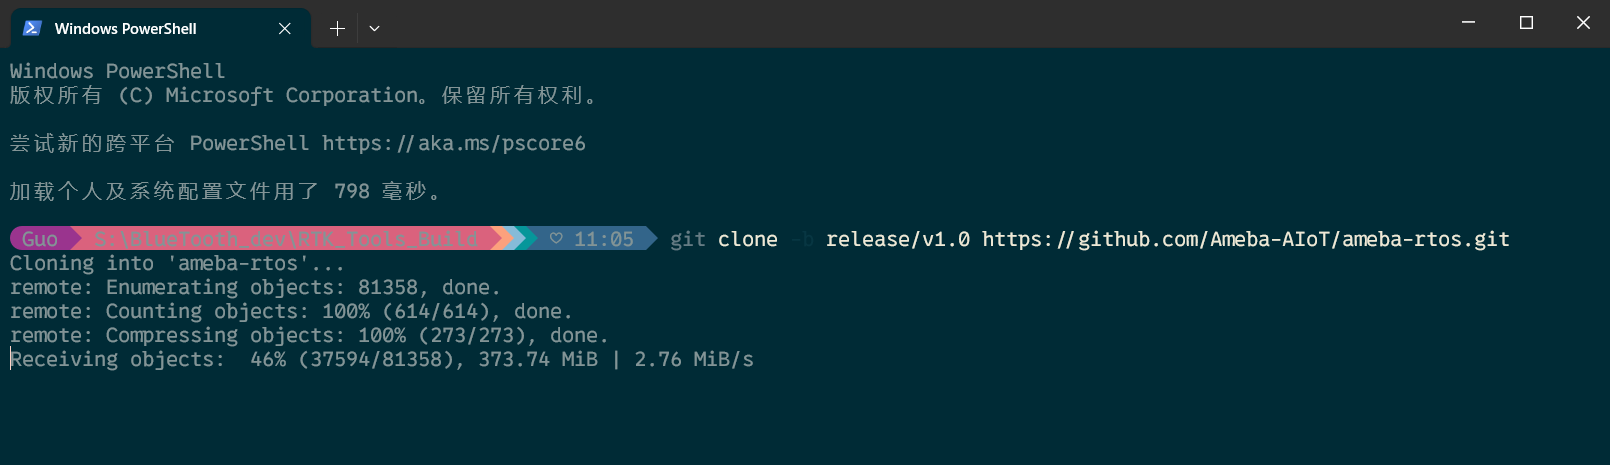 Windows PowerShell
Windows PowerShell
版权所有 (C) Microsoft Corporation。保留所有权利。
尝试新的跨平台 PowerShell https://aka.ms/pscore6
加载个人及系统配置文件用了 798 毫秒。
Guo S:\BlueTooth_dev\RTK_Tools_Build ♡ 11:05 git clone -b release/v1.0 https://github.com/Ameba-AIoT/ameba-rtos.git
Cloning into 'ameba-rtos'...
remote: Enumerating objects: 81358, done.
remote: Counting objects: 100% (614/614), done.
remote: Compressing objects: 100% (273/273), done.
Receiving objects:  46% (37594/81358), 373.74 MiB | 2.76 MiB/s